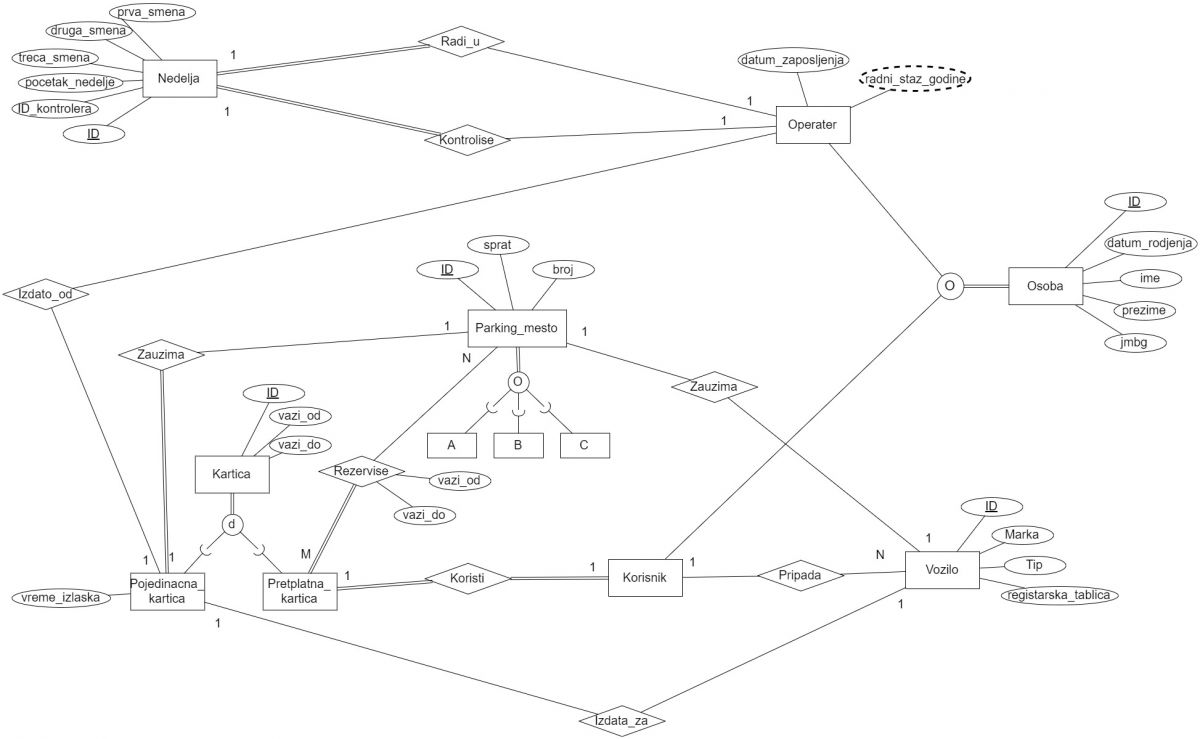 prva_smena
druga_smena
treca_smena
pocetak_nedelje
ID_kontrolera
ID
Nedelja
1
1
Radi_u
Kontrolise
1
1
datum_zaposljenja
radni_staz_godine
Operater
Izdato_od
ID
datum_rodjenja
ime
prezime
jmbg
Osoba
O
sprat
ID
broj
Parking_mesto
1
1
N
Zauzima
O
A
B
C
Zauzima
ID
vazi_od
vazi_do
Kartica
d
Rezervise
vazi_od
vazi_do
M
1
1
Pojedinacna_
kartica
vreme_izlaska
1
Pretplatna_
kartica
1
Koristi
1
Korisnik
1
Pripada
N
1
Vozilo
1
ID
Marka
Tip
registarska_tablica
Izdata_za